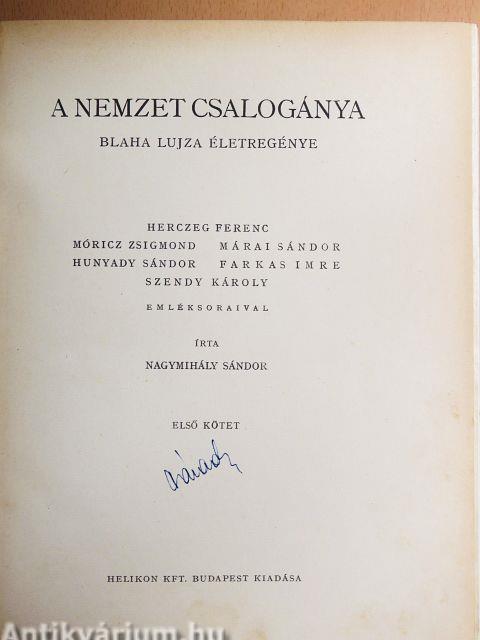 A NEMZET CSALOGÁNYA
BLAHA LUJZA ÉLETREGÉNYE
HERCZEG FERENC
MÓRICZ ZSIGMOND MÁRAI SÁNDOR
HUNYADY SÁNDOR FARKAS IMRE
SZENDY KÁROLY
EMLÉKSORAIVAL
ÍRTA
NAGYMIHÁLY SÁNDOR
ELSŐ KÖTET
HELIKON KFT. BUDAPEST KIADÁSA
Antikvárium.hu